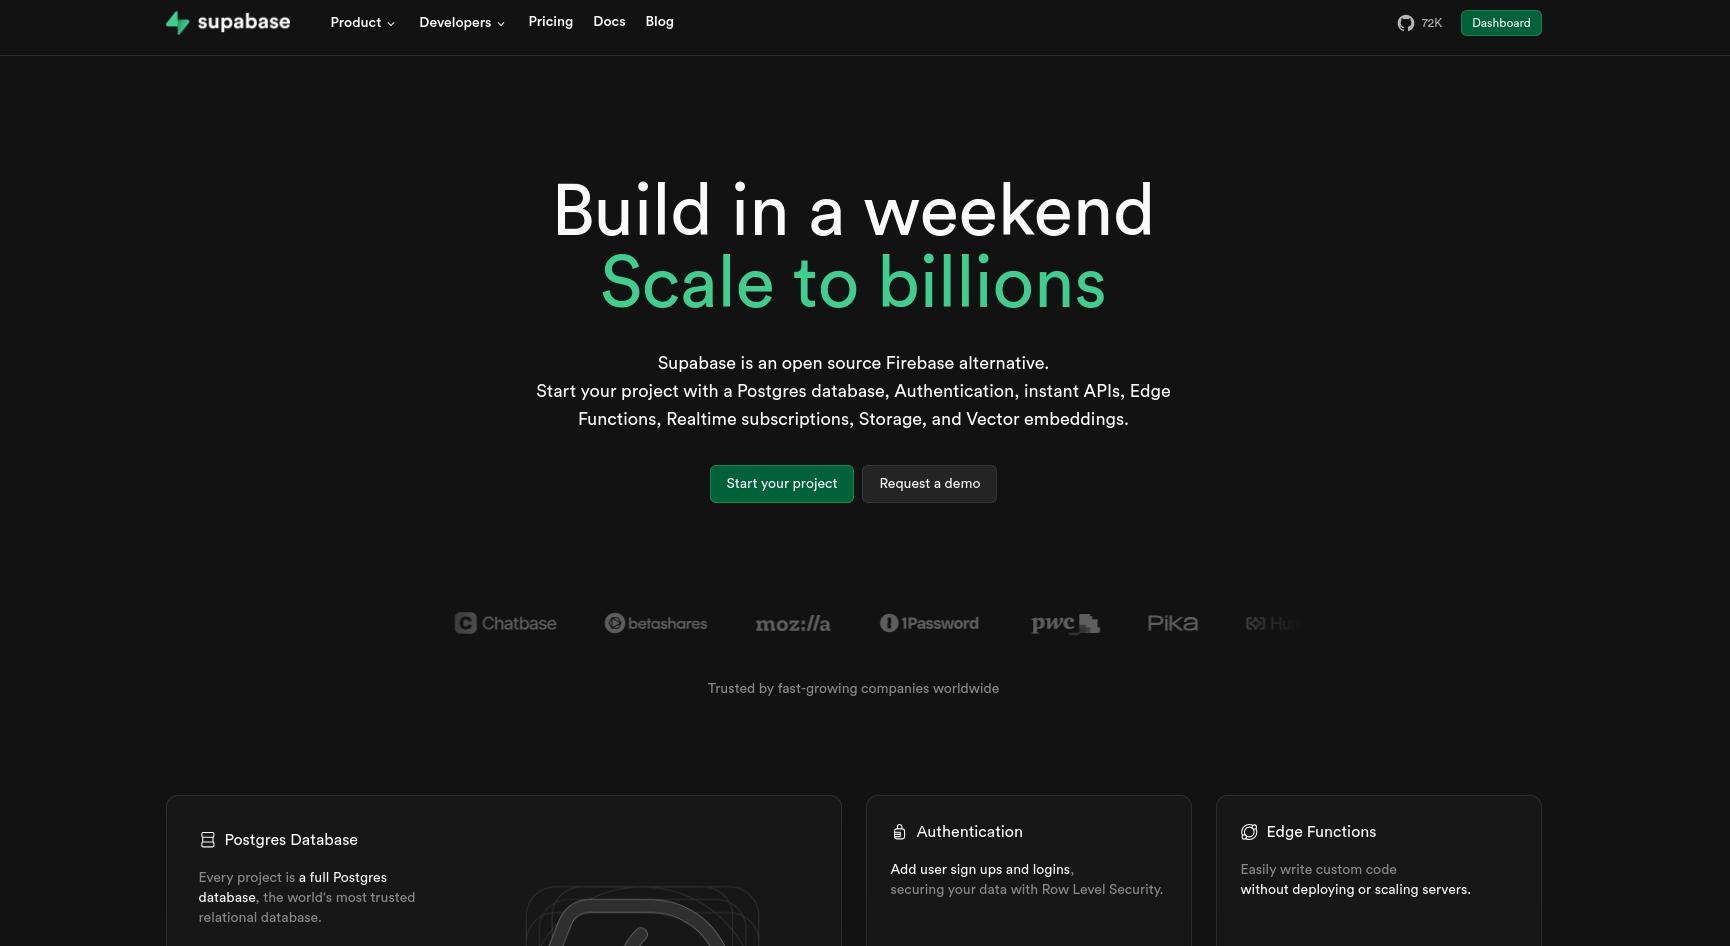 supabase
Product
Developers
Pricing
Docs
Blog
72K
Dashboard
Build in a weekend
Scale to billions
Supabase is an open source Firebase alternative.
Start your project with a Postgres database, Authentication, instant APIs, Edge
Functions, Realtime subscriptions, Storage, and Vector embeddings.
Start your project
Request a demo
Chatbase
betashares
moz://a
1Password
pwc
Pika
Trusted by fast-growing companies worldwide
Postgres Database
Every project is a full Postgres
database, the world's most trusted
relational database.
Authentication
Add user sign ups and logins,
securing your data with Row Level Security.
Edge Functions
Easily write custom code
without deploying or scaling servers.